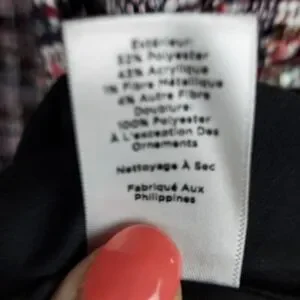 Extérieur:
52% Polyester
43% Acrylique
1% Fibre Métallique
4% Autre Fibre
Doublure:
100% Polyester
À L'exception Des
Ornements
Nettoyage À Sec
Fabriqué Aux
Philippines